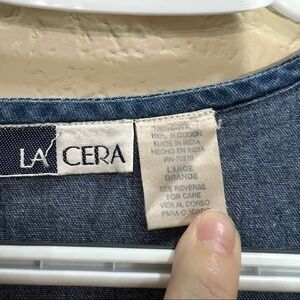 LA CERA
100% COTTON
100% ALGODON
MADE IN INDIA
HECHO EN INDIA
RN-70210
LARGE
GRANDE
SEE REVERSE
FOR CARE
VER AL DORSO
PARA CUIDADO